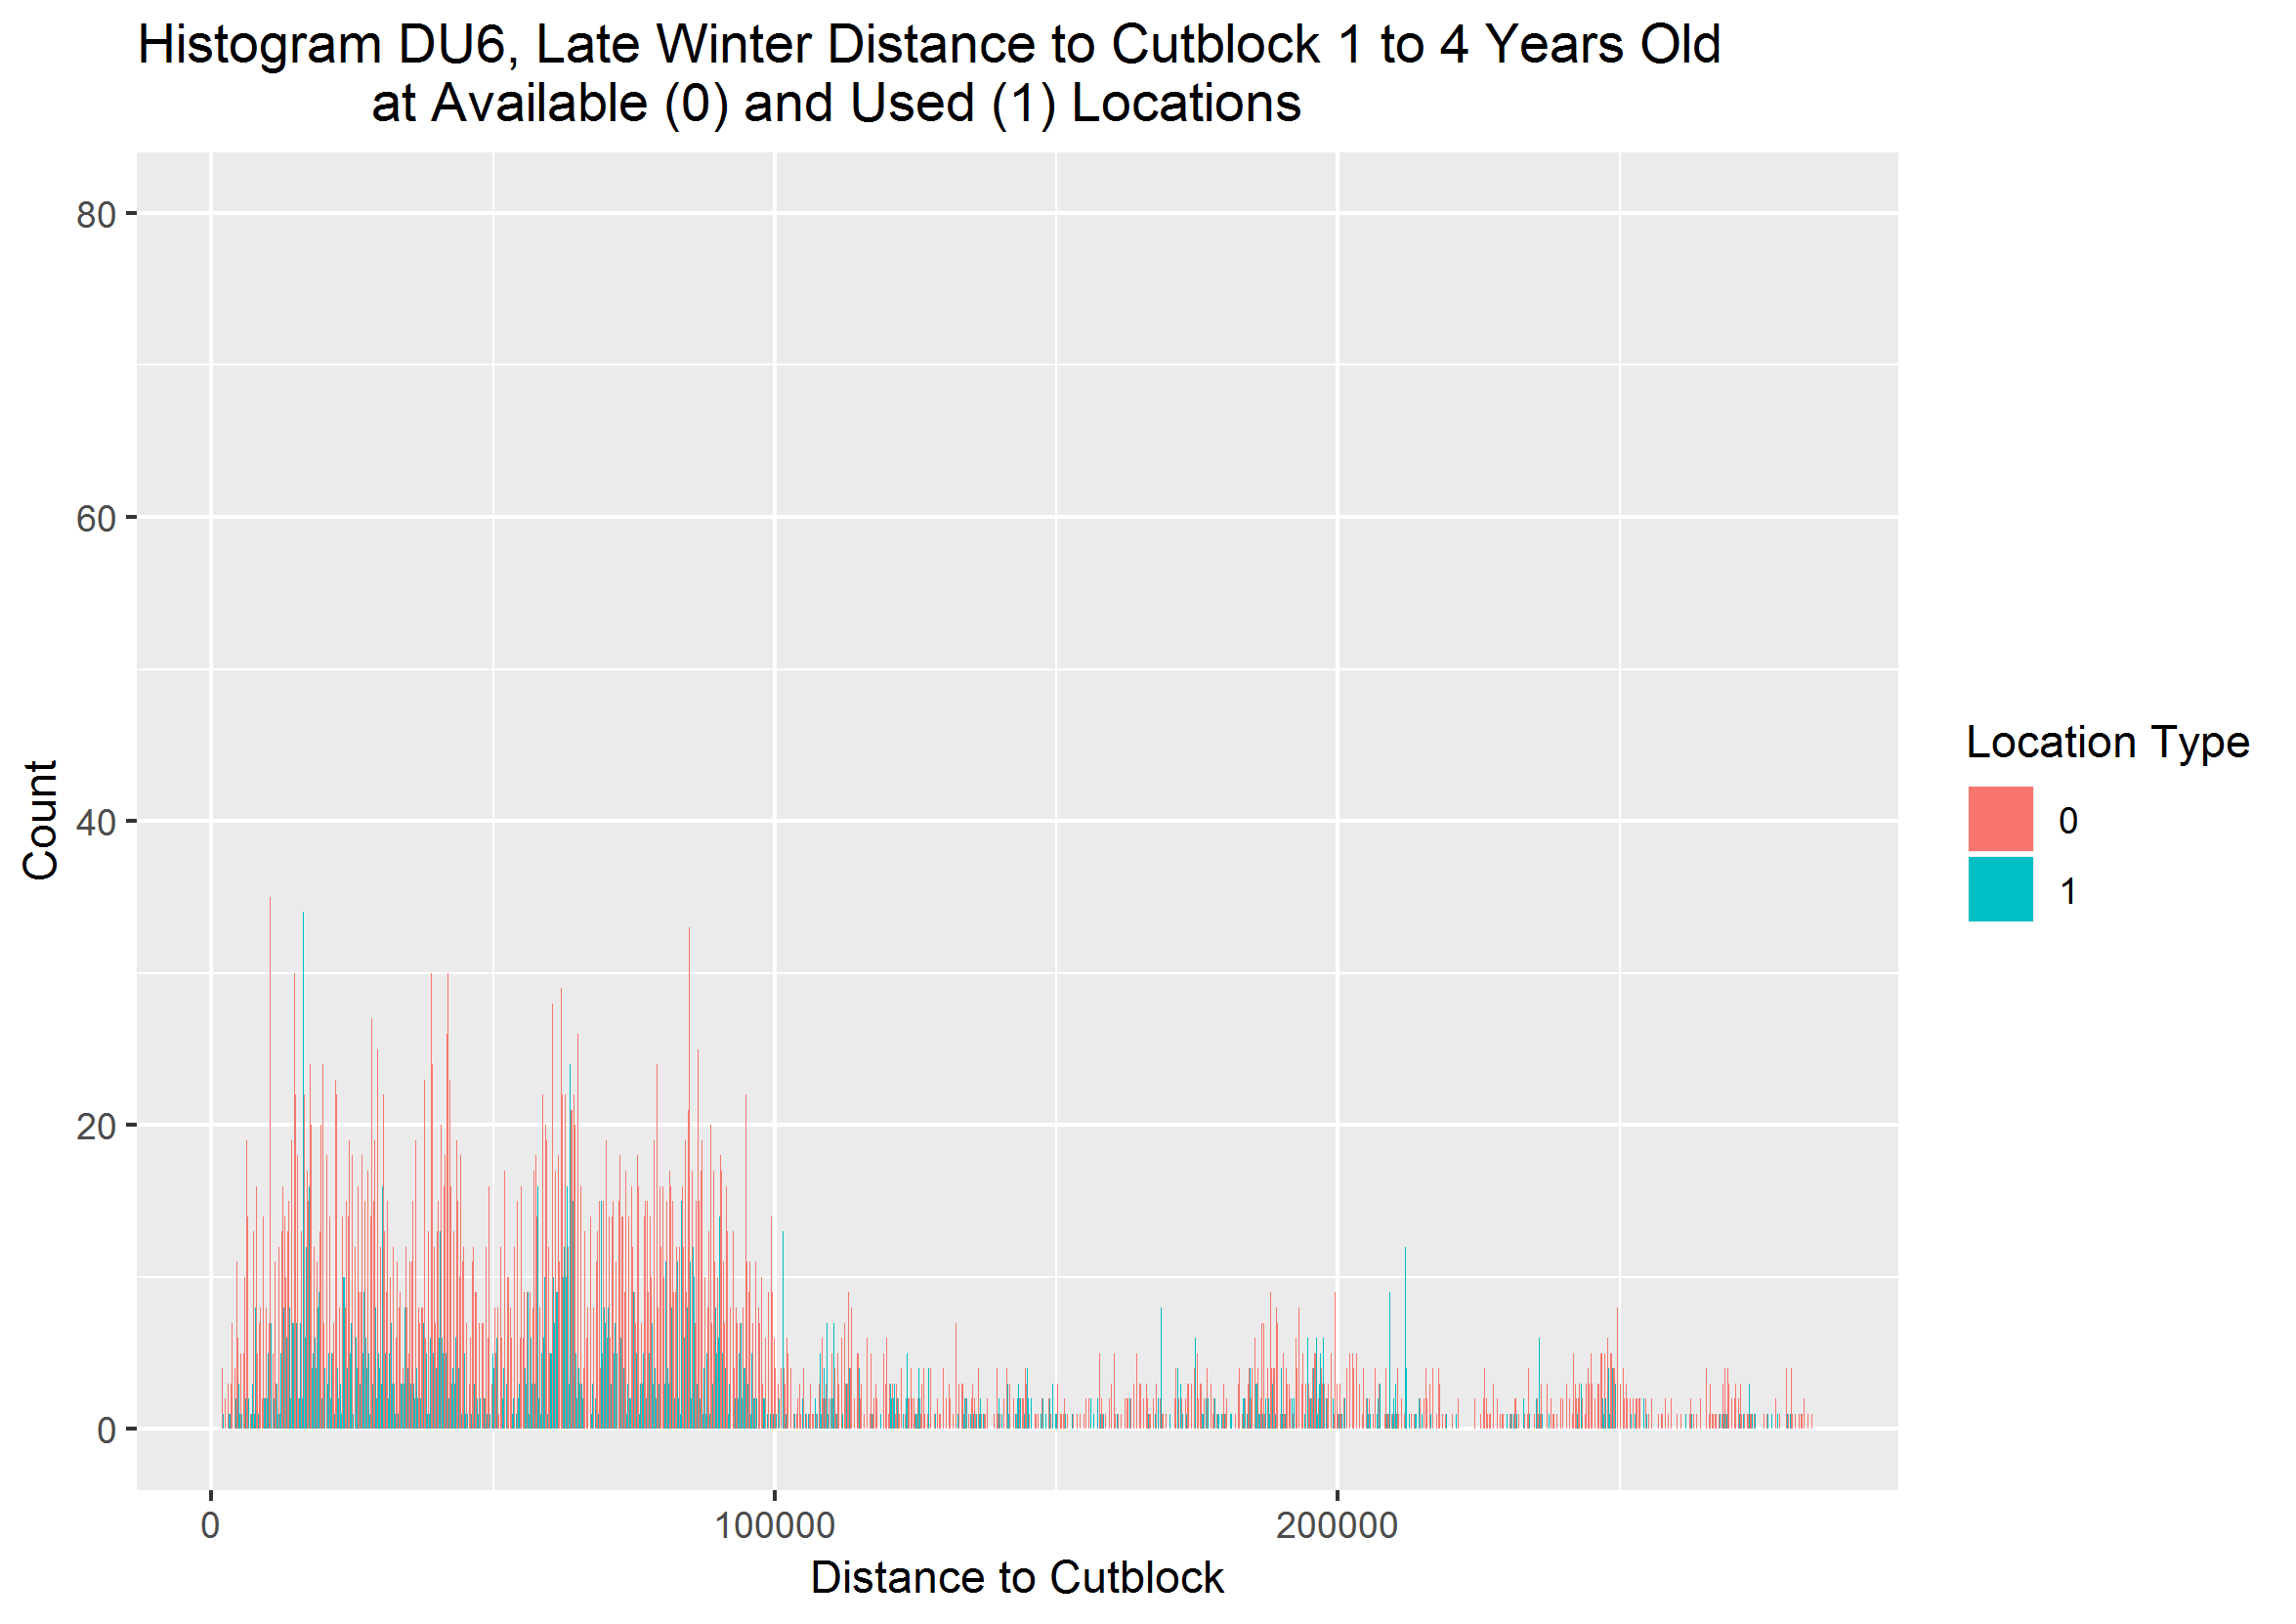 Histogram DU6, Late Winter Distance to Cutblock 1 to 4 Years Old
at Available (0) and Used (1) Locations
80
60
40
20
0
Count
0
100000
200000
Distance to Cutblock
Location Type
0
1